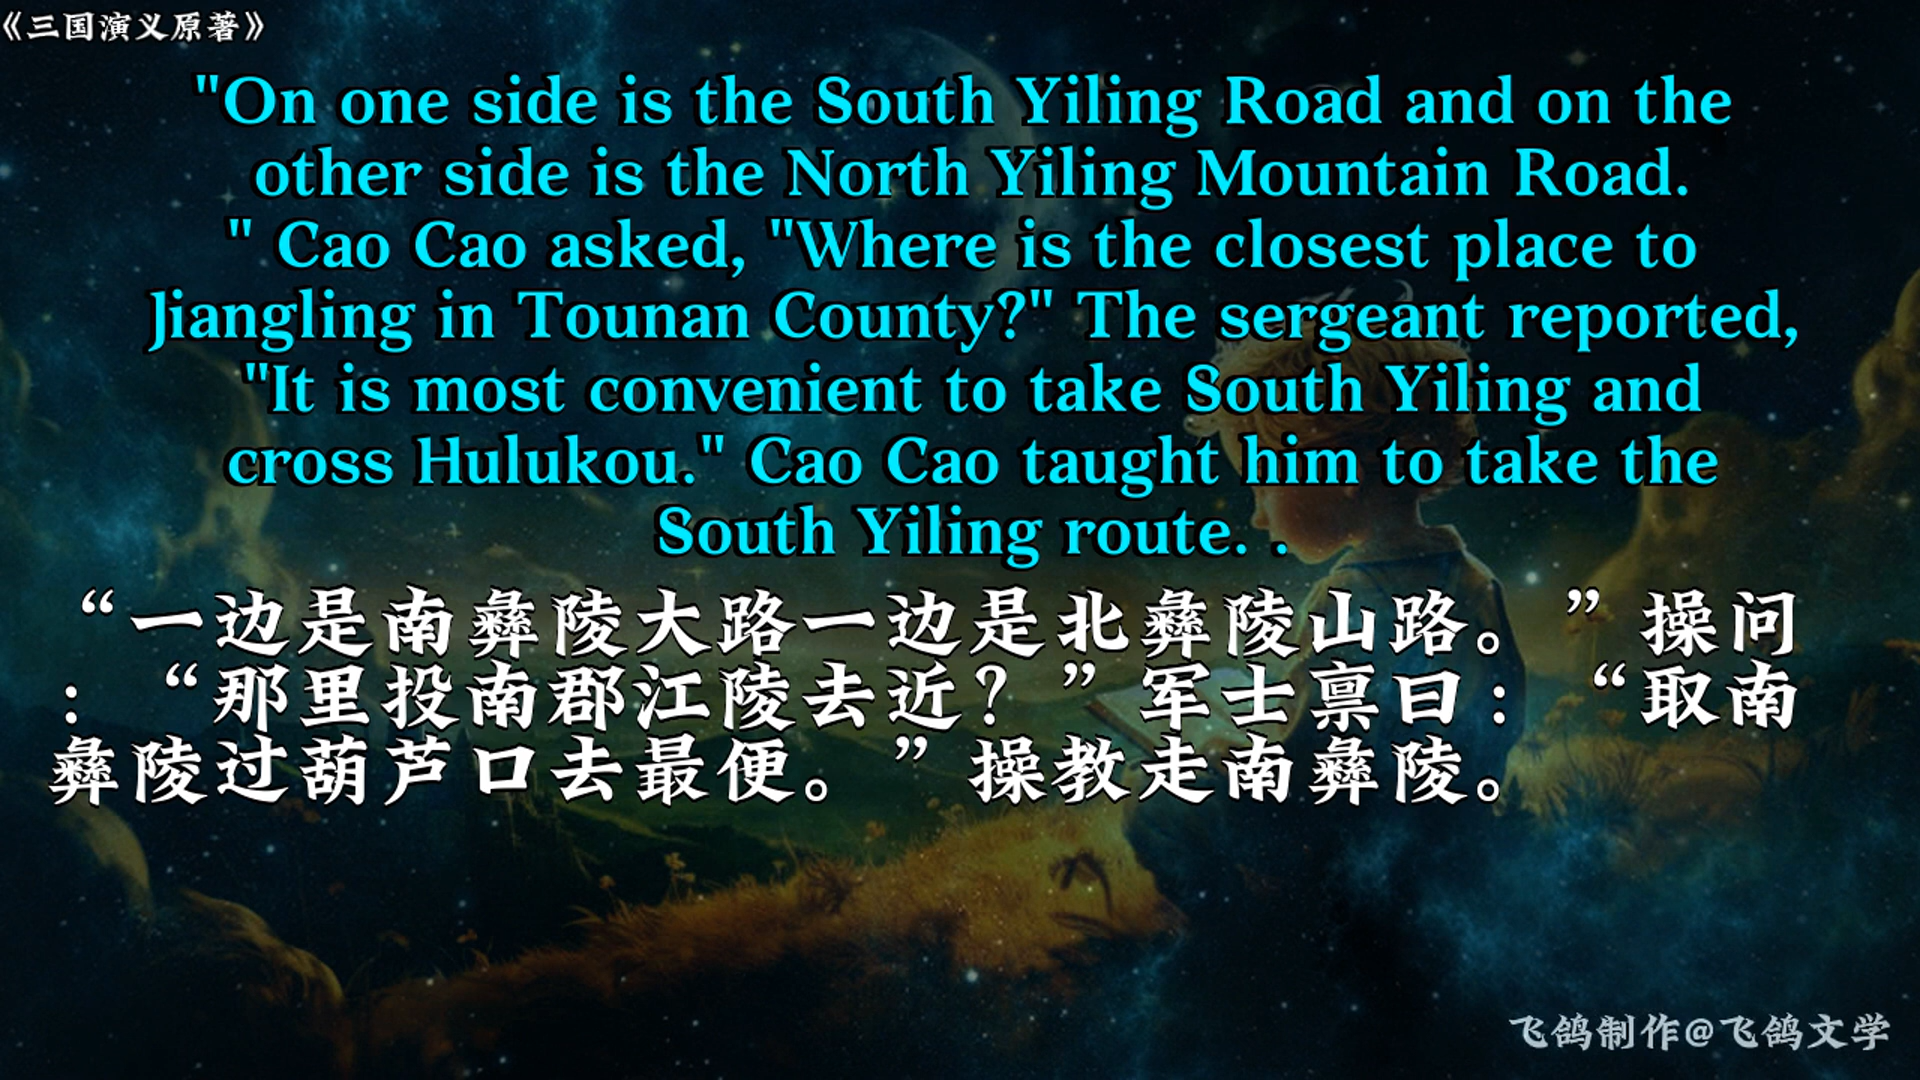 《三国演义原著》
"On one side is the South Yiling Road and on the
other side is the North Yiling Mountain Road.
" Cao Cao asked, "Where is the closest place to
Jiangling in Tounan County?" The sergeant reported,
"It is most convenient to take South Yiling and
cross Hulukou." Cao Cao taught him to take the
South Yiling route. .
“一边是南彝陵大路一边是北彝陵山路。”操问
：“那里投南郡江陵去近？”军士禀曰：“取南
彝陵过葫芦口去最便。”操教走南彝陵。
飞鸽制作@飞鸽文学